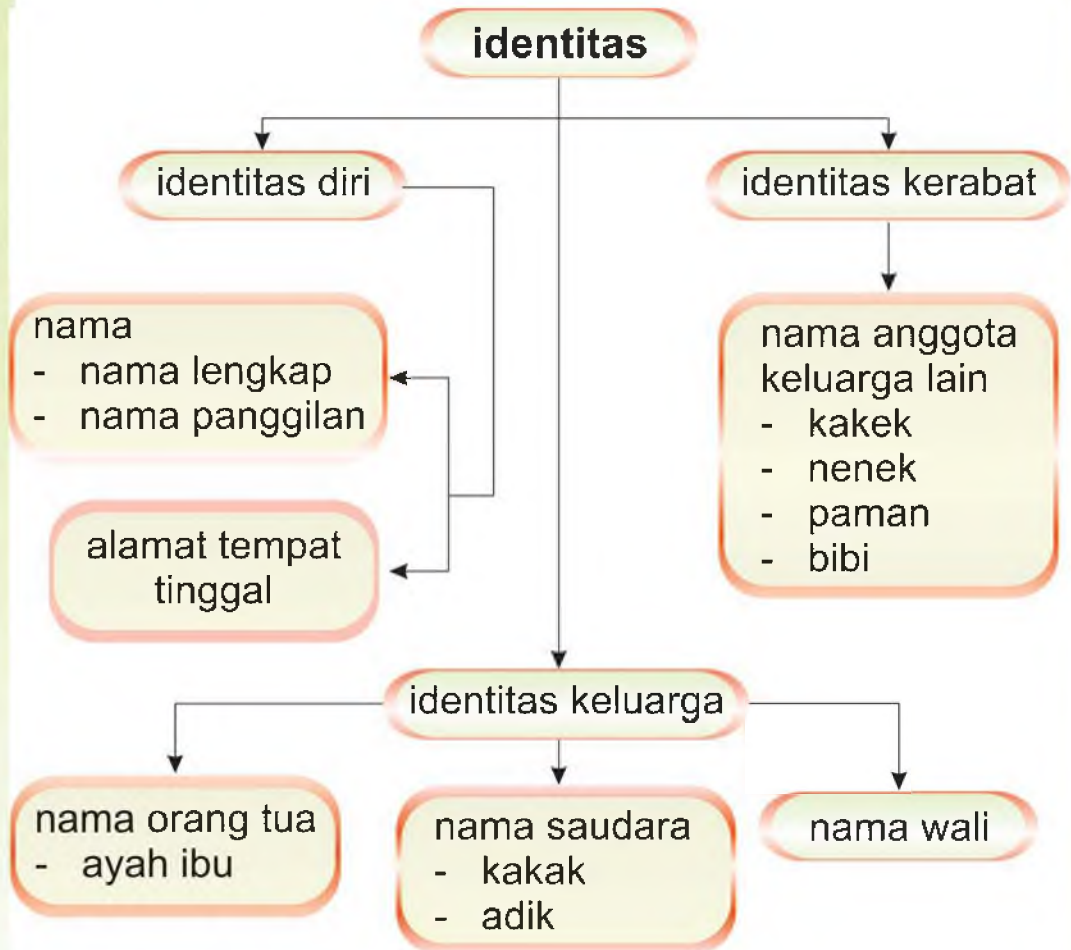 identitas
identitas diri
identitas kerabat
nama
- nama lengkap
- nama panggilan
alamat tempat
tinggal
nama anggota
keluarga lain
- kakek
- nenek
- paman
- bibi
identitas keluarga
nama orang tua
- ayah ibu
nama saudara
- kakak
- adik
nama wali